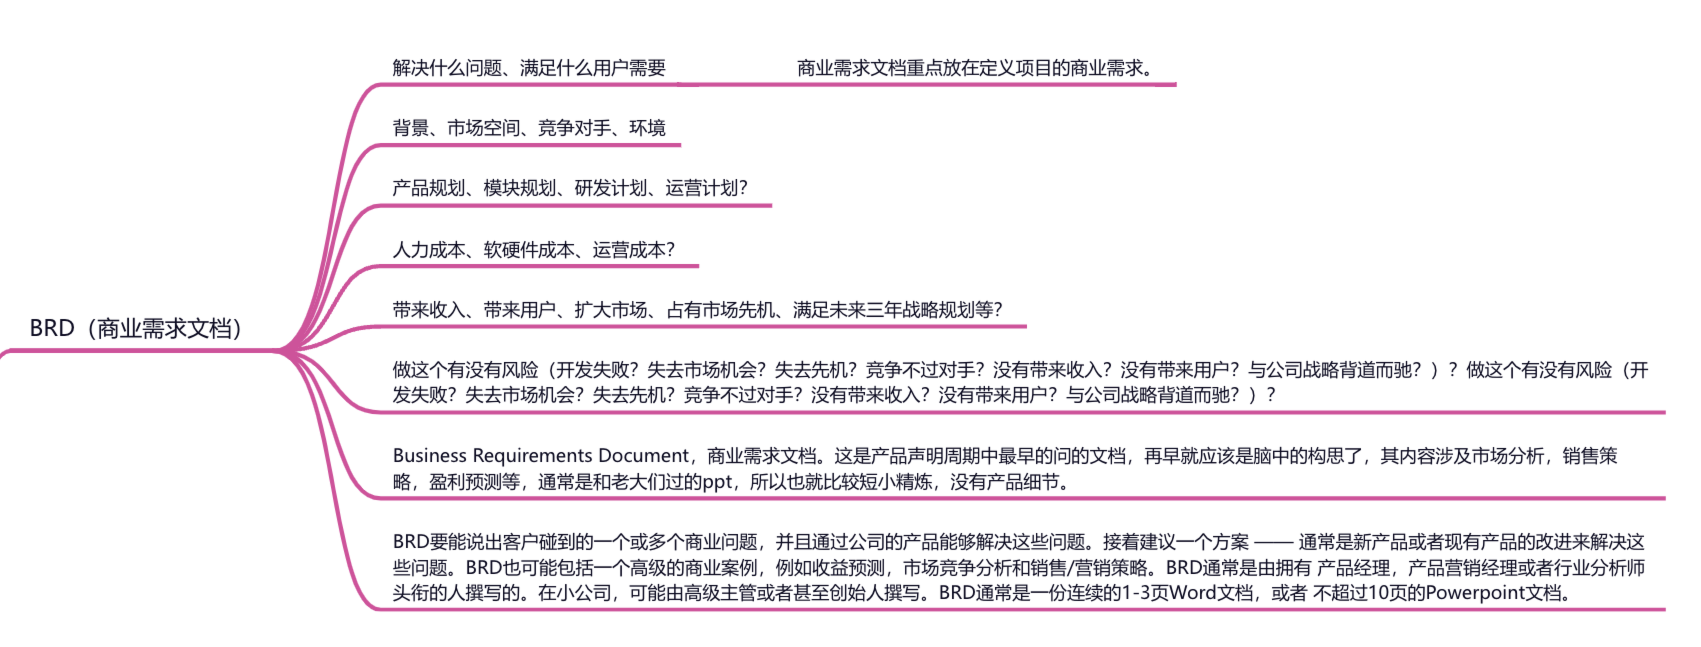 解决什么问题、满足什么用户需要
商业需求文档重点放在定义项目的商业需求。
背景、市场空间、竞争对手、环境
产品规划、模块规划、研发计划、运营计划？
人力成本、软硬件成本、运营成本？
带来收入、带来用户、扩大市场、占有市场先机、满足未来三年战略规划等？
BRD（商业需求文档）
做这个有没有风险（开发失败？失去市场机会？失去先机？竞争不过对手？没有带来收入？没有带来用户？与公司战略背道而驰？）？做这个有没有风险（开
发失败？失去市场机会？失去先机？竞争不过对手？没有带来收入？没有带来用户？与公司战略背道而驰？）？
Business Requirements Document，商业需求文档。这是产品声明周期中最早的问的文档，再早就应该是脑中的构思了，其内容涉及市场分析，销售策
略，盈利预测等，通常是和老大们过的ppt，所以也就比较短小精炼，没有产品细节。
BRD要能说出客户碰到的一个或多个商业问题，并且通过公司的产品能够解决这些问题。接着建议一个方案 —— 通常是新产品或者现有产品的改进来解决这
些问题。BRD也可能包括一个高级的商业案例，例如收益预测，市场竞争分析和销售/营销策略。BRD通常是由拥有 产品经理，产品营销经理或者行业分析师
头衔的人撰写的。在小公司，可能由高级主管或者甚至创始人撰写。BRD通常是一份连续的1-3页Word文档，或者 不超过10页的Powerpoint文档。